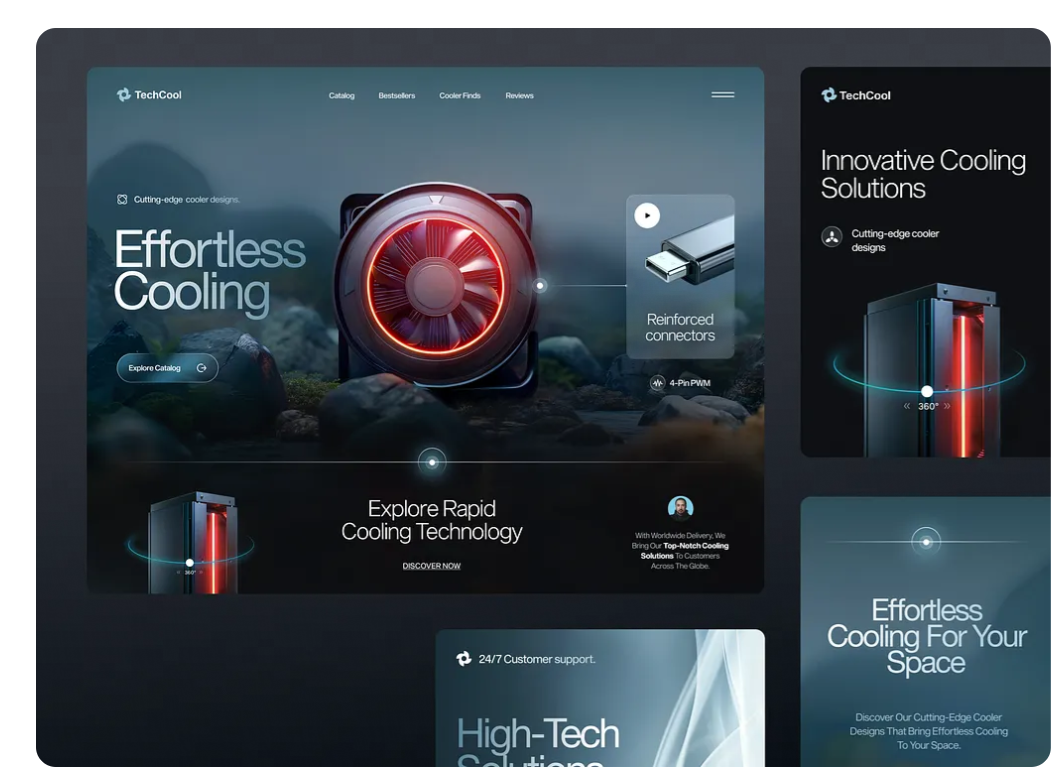 TechCool
Catalog
Bestsellers
Cooler Finds
Reviews
Cutting-edge cooler designs.
Effortless
Cooling
Explore Catalog
Reinforced
connectors
4-Pin PWM
360°
Explore Rapid
Cooling Technology
DISCOVER NOW
With Worldwide Delivery, We
Bring Our Top-Notch Cooling
Solutions To Customers
Across The Globe.
TechCool
Innovative Cooling
Solutions
Cutting-edge cooler
designs
« 360° »
24/7 Customer support.
High-Tech
Solutions
Effortless
Cooling For Your
Space
Discover Our Cutting-Edge Cooler
Designs That Bring Effortless Cooling
To Your Space.